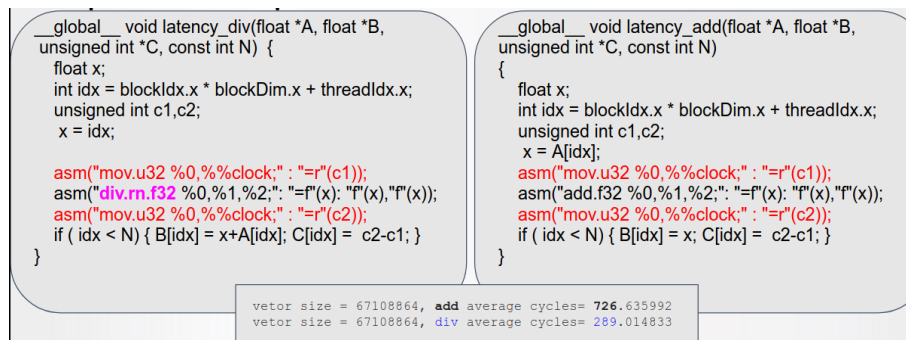 __global__ void latency_div(float *A, float *B,
unsigned int *C, const int N) {
float x;
int idx = blockIdx.x * blockDim.x + threadIdx.x;
unsigned int c1,c2;
x = idx;
asm("mov.u32 %0,%%clock;" : "=r"(c1));
asm("div.rn.f32 %0,%1,%2;": "=f"(x): "f"(x),"f"(x));
asm("mov.u32 %0,%%clock;" : "=r"(c2));
if ( idx < N) { B[idx] = x+A[idx]; C[idx] = c2-c1; }
}
__global__ void latency_add(float *A, float *B,
unsigned int *C, const int N)
{
float x;
int idx = blockIdx.x * blockDim.x + threadIdx.x;
unsigned int c1,c2;
x = A[idx];
asm("mov.u32 %0,%%clock;" : "=r"(c1));
asm("add.f32 %0,%1,%2;": "=f"(x): "f"(x),"f"(x));
asm("mov.u32 %0,%%clock;" : "=r"(c2));
if ( idx < N) { B[idx] = x; C[idx] = c2-c1; }
}
vetor size = 67108864, add average cycles= 726.635992
vetor size = 67108864, div average cycles= 289.014833